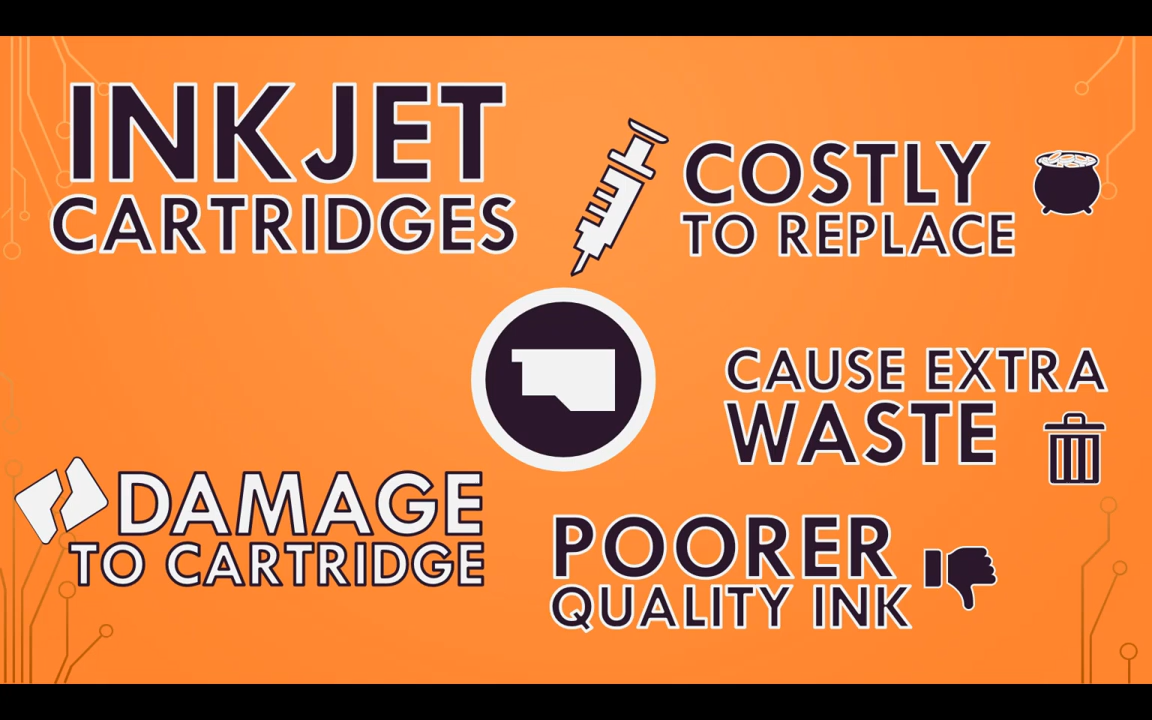 INKJET
CARTRIDGES
COSTLY
TO REPLACE
CAUSE EXTRA
WASTE
DAMAGE
TO CARTRIDGE
POORER
QUALITY INK